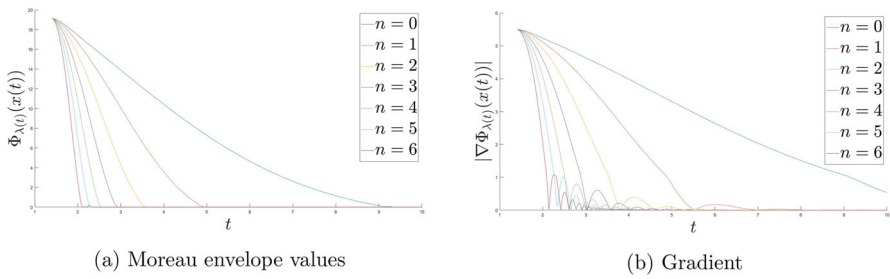 20
18
16
14
12
10
8
6
4
2
0
1
2
3
4
5
6
7
8
9
10
Φλ(t)(x(t))
t
n = 0
n = 1
n = 2
n = 3
n = 4
n = 5
n = 6
(a) Moreau envelope values
6
5
4
3
2
1
0
1
2
3
4
5
6
7
8
9
10
|∇Φλ(t)(x(t))|
t
n = 0
n = 1
n = 2
n = 3
n = 4
n = 5
n = 6
(b) Gradient